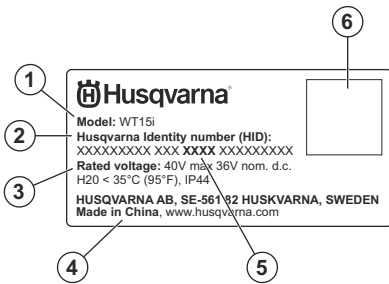 6
1
Husqvarna
Model: WT15i
2
Husqvarna Identity number (HID):
XXXXXXXXX XXX XXXX XXXXXXXXX
3
Rated voltage: 40V max 36V nom. d.c.
H20 < 35°C (95°F), IP44
HUSQVARNA AB, SE-561 82 HUSKVARNA, SWEDEN
Made in China, www.husqvarna.com
4
5